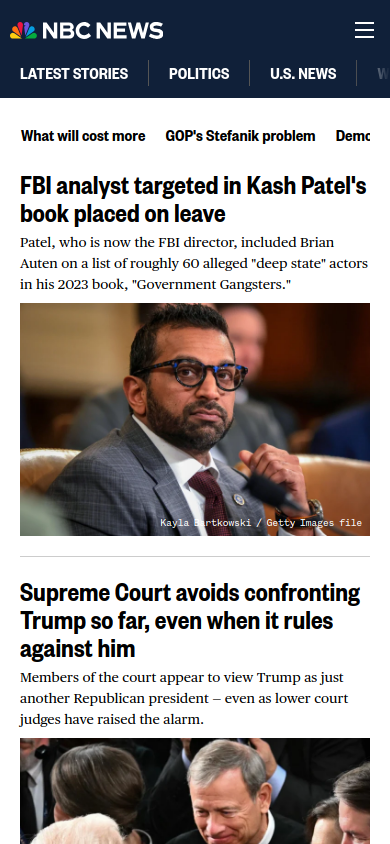 NBC NEWS
LATEST STORIES
POLITICS
U.S. NEWS
What will cost more
GOP's Stefanik problem
FBI analyst targeted in Kash Patel's
book placed on leave
Patel, who is now the FBI director, included Brian
Auten on a list of roughly 60 alleged "deep state" actors
in his 2023 book, "Government Gangsters."
Kayla Bartkowski / Getty Images file
Supreme Court avoids confronting
Trump so far, even when it rules
against him
Members of the court appear to view Trump as just
another Republican president — even as lower court
judges have raised the alarm.